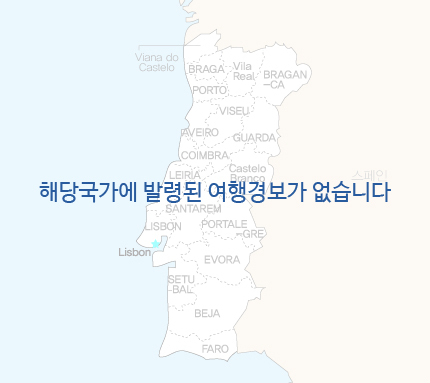 Viana do
Castelo
BRAGA
Vila
Real
BRAGAN
-CA
PORTO
VISEU
AVEIRO
GUARDA
COIMBRA
LEIRIA
Castelo
Branco
스페인
해당국가에 발령된 여행경보가 없습니다
SANTAREM
LISBON
PORTALE
-GRE
Lisbon
EVORA
SETU
-BAL
BEJA
FARO